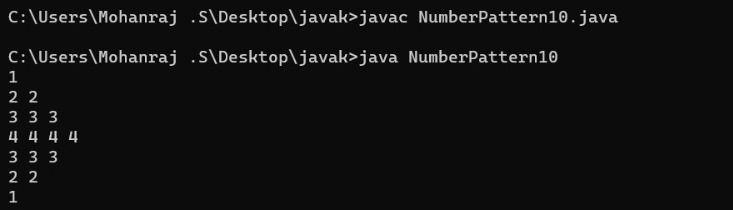 C:\Users\Mohanraj .S\Desktop\javak>javac NumberPattern10.java
C:\Users\Mohanraj .S\Desktop\javak>java NumberPattern10
1
2 2
3 3 3
4 4 4 4
3 3 3
2 2
1